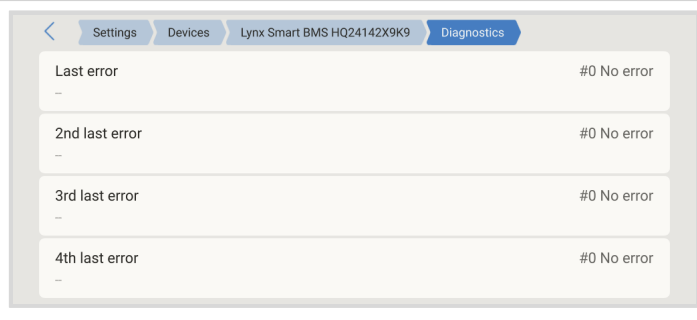 Settings Devices Lynx Smart BMS HQ24142X9K9 Diagnostics
Last error #0 No error
--
2nd last error #0 No error
--
3rd last error #0 No error
--
4th last error #0 No error
--